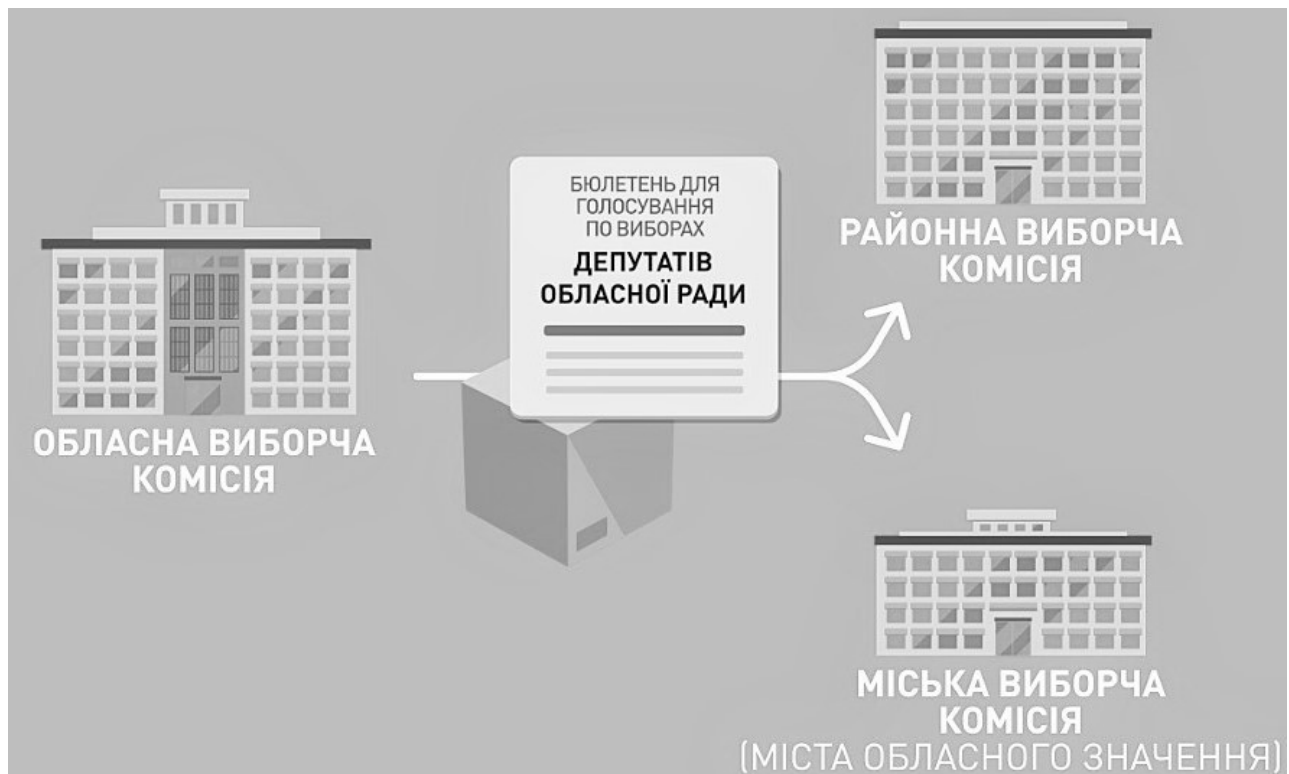 ОБЛАСНА ВИБОРЧА
КОМІСІЯ
БЮЛЕТЕНЬ ДЛЯ
ГОЛОСУВАННЯ
ПО ВИБОРАХ
ДЕПУТАТІВ
ОБЛАСНОЇ РАДИ
РАЙОННА ВИБОРЧА
КОМІСІЯ
МІСЬКА ВИБОРЧА
КОМІСІЯ
(МІСТА ОБЛАСНОГО ЗНАЧЕННЯ)